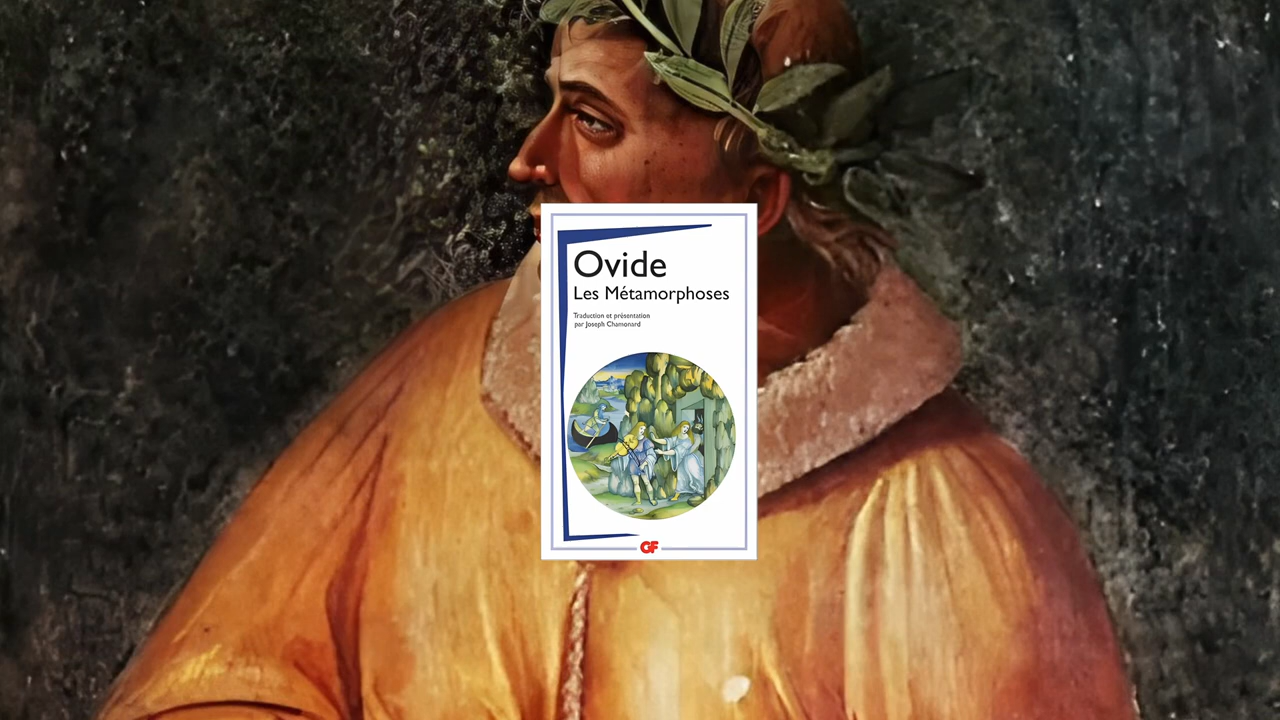 Ovide
Les Métamorphoses
Traduction et présentation
par Joseph Chamonard
GF